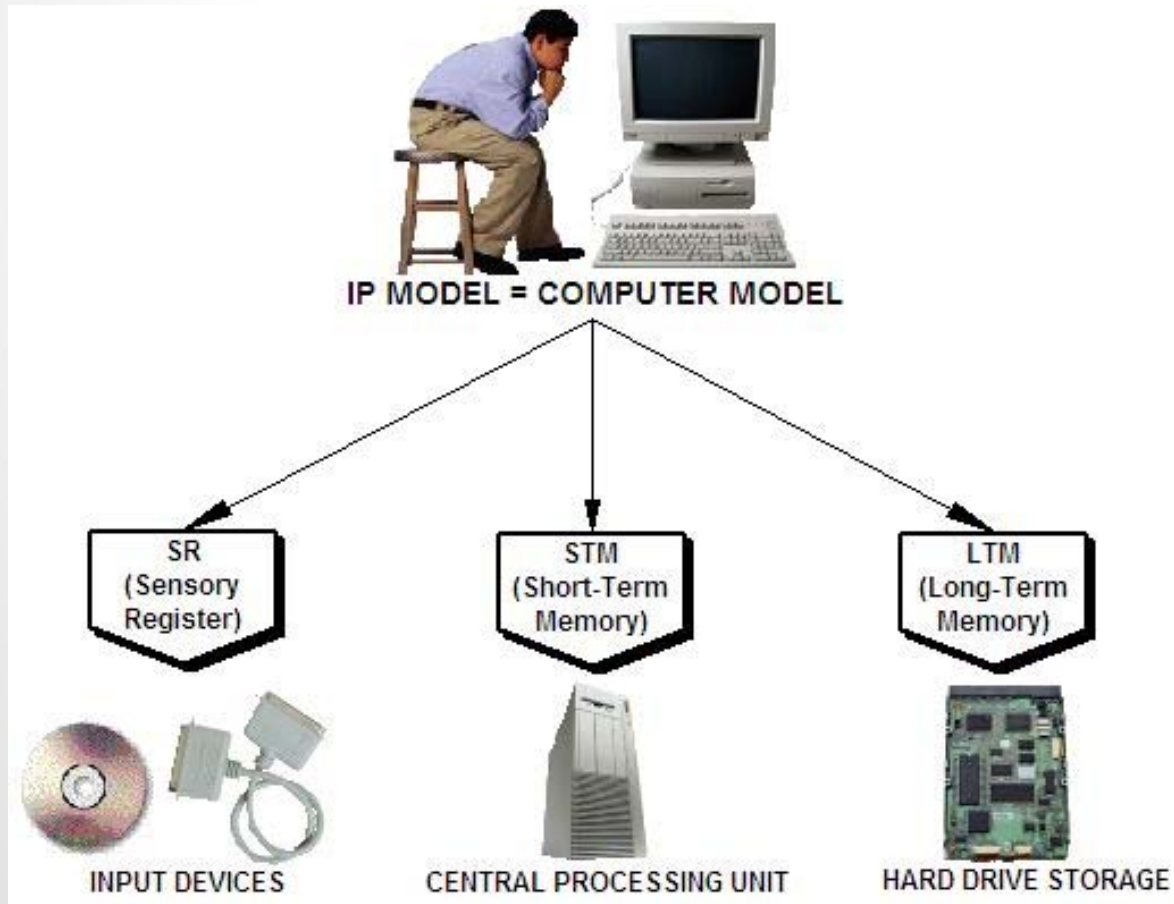 IP MODEL = COMPUTER MODEL
SR
(Sensory
Register)
STM
(Short-Term
Memory)
LTM
(Long-Term
Memory)
INPUT DEVICES
CENTRAL PROCESSING UNIT
HARD DRIVE STORAGE